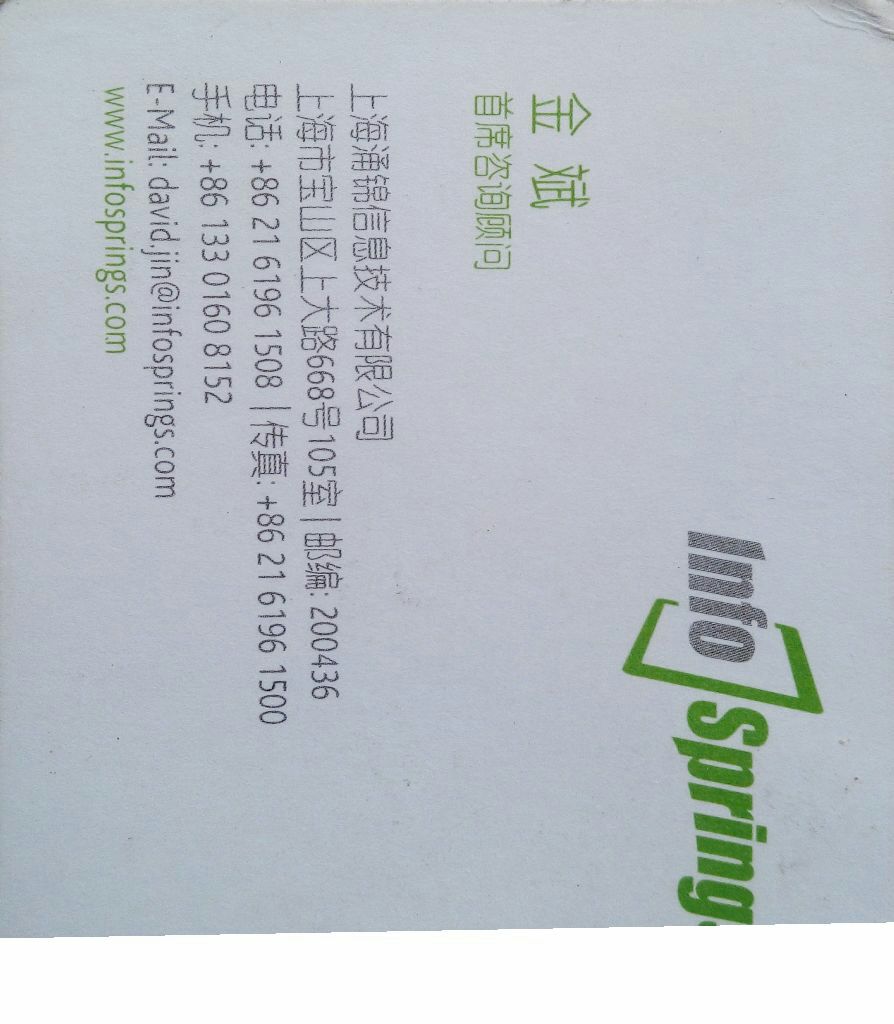 Info Spring
金 斌
首席咨询顾问
上海涌锦信息技术有限公司
上海市宝山区上大路668号105室 | 邮编: 200436
电话: +86 21 6196 1508 | 传真: +86 21 6196 1500
手机: +86 133 0160 8152
E-Mail: david.jin@infosprings.com
www.infosprings.com